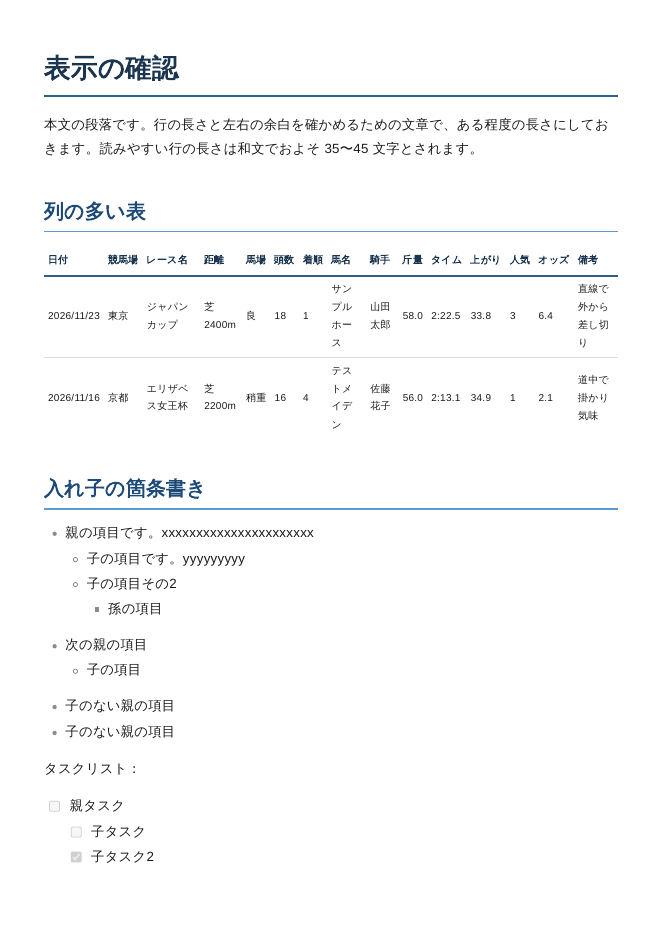 表示の確認
本文の段落です。行の長さと左右の余白を確かめるための文章で、ある程度の長さにしてお
きます。読みやすい行の長さは和文でおよそ 35〜45 文字とされます。
列の多い表
日付 競馬場 レース名 距離 馬場 頭数 着順 馬名 騎手 斤量 タイム 上がり 人気 オッズ 備考
2026/11/23 東京 ジャパンカップ 芝2400m 良 18 1 サンプルホース 山田太郎 58.0 2:22.5 33.8 3 6.4 直線で外から差し切り
2026/11/16 京都 エリザベス女王杯 芝2200m 稍重 16 4 テストメイデン 佐藤花子 56.0 2:13.1 34.9 1 2.1 道中で掛かり気味
入れ子の箇条書き
親の項目です。xxxxxxxxxxxxxxxxxxxxxx
子の項目です。yyyyyyyyy
子の項目その2
孫の項目
次の親の項目
子の項目
子のない親の項目
子のない親の項目
タスクリスト：
親タスク
子タスク
子タスク2